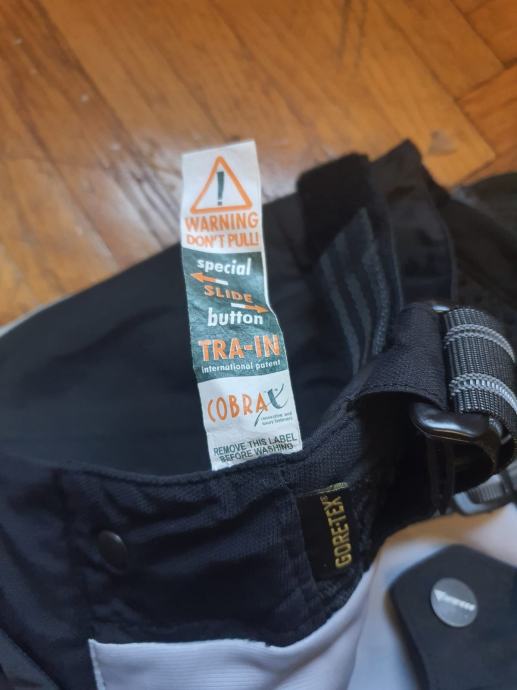 WARNING
DON'T PULL!
special
SLIDE
button
TRA-IN
international patent
COBRAX
REMOVE THIS LABEL
BEFORE WASHING
GORE-TEX®